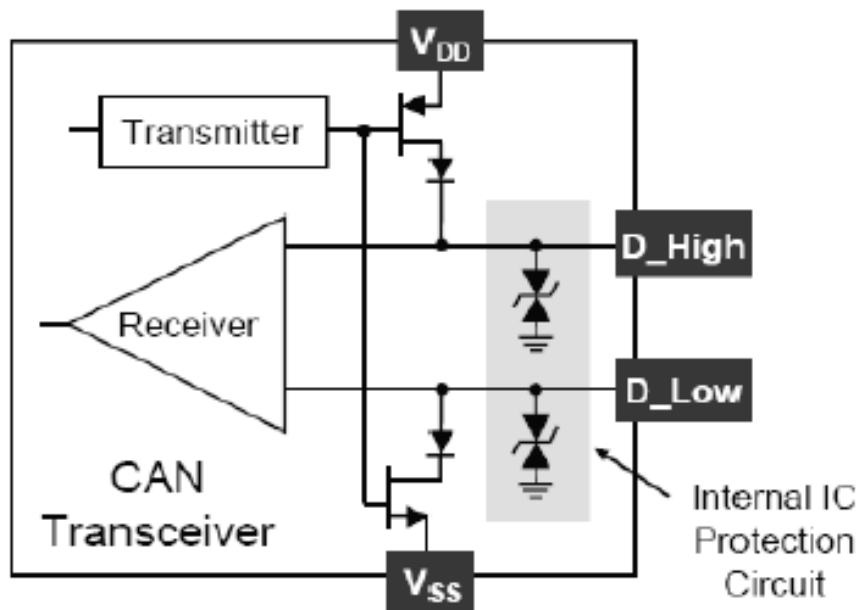 VDD
Transmitter
D_High
Receiver
D_Low
CAN
Transceiver
Internal IC
Protection
Circuit
VSS